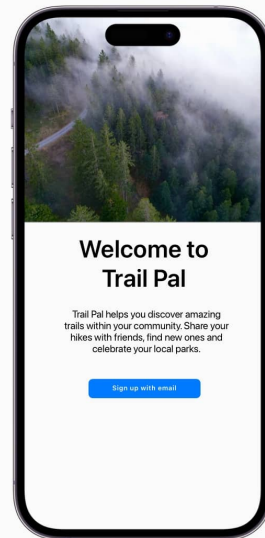 Welcome to
Trail Pal
Trail Pal helps you discover amazing
trails within your community. Share your
hikes with friends, find new ones and
celebrate your local parks.
Sign up with email